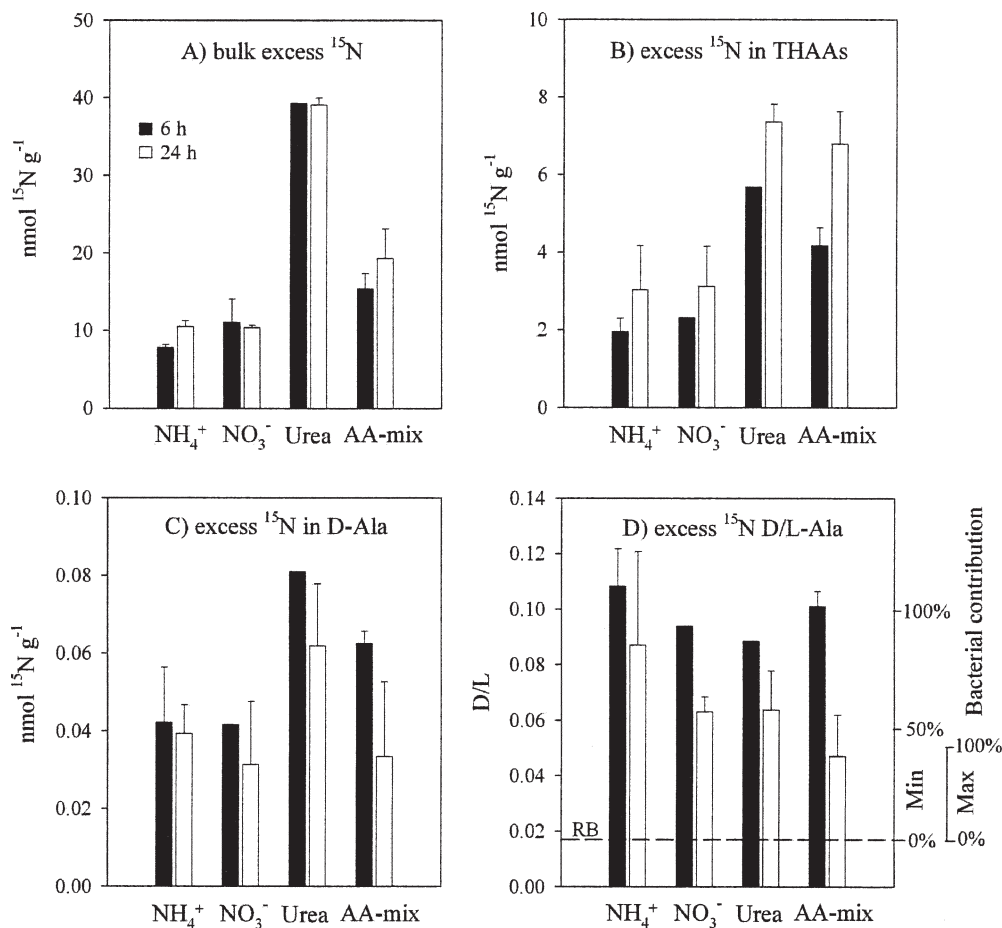 A) bulk excess ¹⁵N
50
40
30
20
10
0
nmol ¹⁵N g⁻¹
6 h
24 h
NH₄⁺ NO₃⁻ Urea AA-mix
B) excess ¹⁵N in THAAs
10
8
6
4
2
0
nmol ¹⁵N g⁻¹
NH₄⁺ NO₃⁻ Urea AA-mix
C) excess ¹⁵N in D-Ala
0.10
0.08
0.06
0.04
0.02
0.00
nmol ¹⁵N g⁻¹
NH₄⁺ NO₃⁻ Urea AA-mix
D) excess ¹⁵N D/L-Ala
0.14
0.12
0.10
0.08
0.06
0.04
0.02
0.00
D/L
RB
NH₄⁺ NO₃⁻ Urea AA-mix
100%
50%
0%
Min
100%
0%
Max
Bacterial contribution